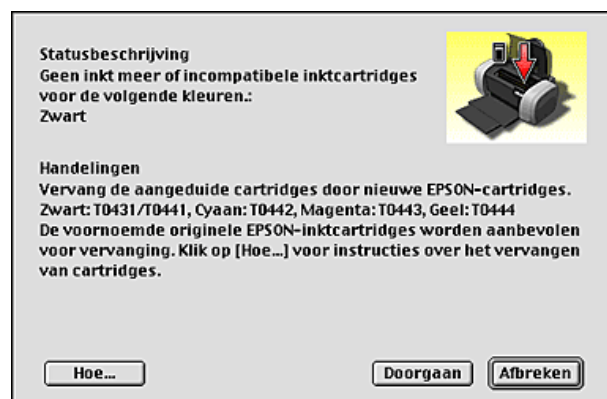 Statusbeschrijving
Geen inkt meer of incompatibele inktcartridges
voor de volgende kleuren.:
Zwart
Handelingen
Vervang de aangeduide cartridges door nieuwe EPSON-cartridges.
Zwart: T0431/T0441, Cyaan: T0442, Magenta: T0443, Geel: T0444
De voornoemde originele EPSON-inktcartridges worden aanbevolen
voor vervanging. Klik op [Hoe...] voor instructies over het vervangen
van cartridges.
Hoe...
Doorgaan
Afbreken